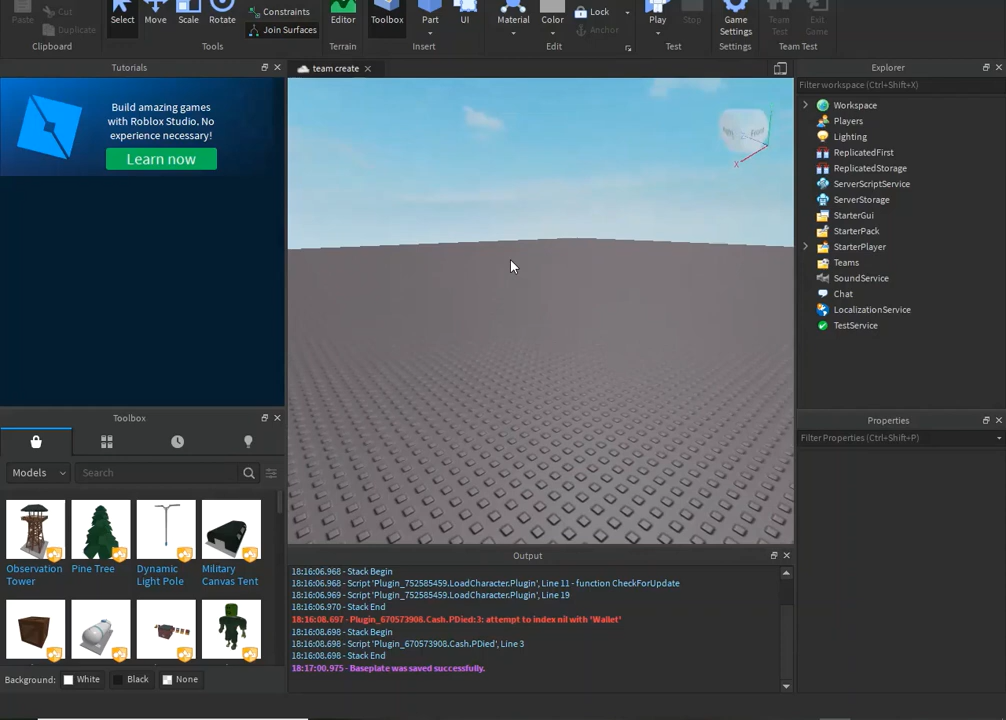 Paste
Cut
Duplicate
Clipboard
Select
Move
Scale
Rotate
Constraints
Join Surfaces
Tools
Editor
Terrain
Toolbox
Part
UI
Insert
Material
Color
Lock
Anchor
Edit
Play
Stop
Test
Game
Settings
Settings
Team
Test
Exit
Game
Team Test
Tutorials
Build amazing games
with Roblox Studio. No
experience necessary!
Learn now
team create
X
Explorer
Filter workspace (Ctrl+Shift+X)
Workspace
Players
Lighting
ReplicatedFirst
ReplicatedStorage
ServerScriptService
ServerStorage
StarterGui
StarterPack
StarterPlayer
Teams
SoundService
Chat
LocalizationService
TestService
Toolbox
Models
Search
Observation
Tower
Pine Tree
Dynamic
Light Pole
Military
Canvas Tent
Background:
White
Black
None
Output
18:16:06.968 - Stack Begin
18:16:06.968 - Script 'Plugin_752585459.LoadCharacter.Plugin', Line 11 - function CheckForUpdate
18:16:06.969 - Script 'Plugin_752585459.LoadCharacter.Plugin', Line 19
18:16:06.970 - Stack End
18:16:08.697 - Plugin_670573908.Cash.PDied:3: attempt to index nil with 'Wallet'
18:16:08.698 - Stack Begin
18:16:08.698 - Script 'Plugin_670573908.Cash.PDied', Line 3
18:16:08.698 - Stack End
18:17:00.975 - Baseplate was saved successfully.
Properties
Filter Properties (Ctrl+Shift+P)